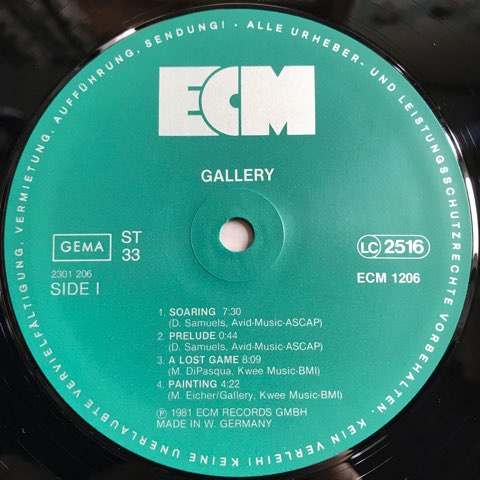 ALLE URHEBER- UND LEISTUNGSSCHUTZRECHTE VORBEHALTEN. KEIN VERLEIH! KEINE UNERLAUBTE VERVIELFÄLTIGUNG, VERMIETUNG, AUFFÜHRUNG, SENDUNG! -
ECM
GALLERY
GEMA
ST
33
LC 2516
2301 206
SIDE I
ECM 1206
1. SOARING 7:30
(D. Samuels, Avid-Music-ASCAP)
2. PRELUDE 0:44
(D. Samuels, Avid-Music-ASCAP)
3. A LOST GAME 8:09
(M. DiPasqua, Kwee Music-BMI)
4. PAINTING 4:22
(M. Eicher/Gallery, Kwee Music-BMI)
Ⓟ 1981 ECM RECORDS GMBH
MADE IN W. GERMANY